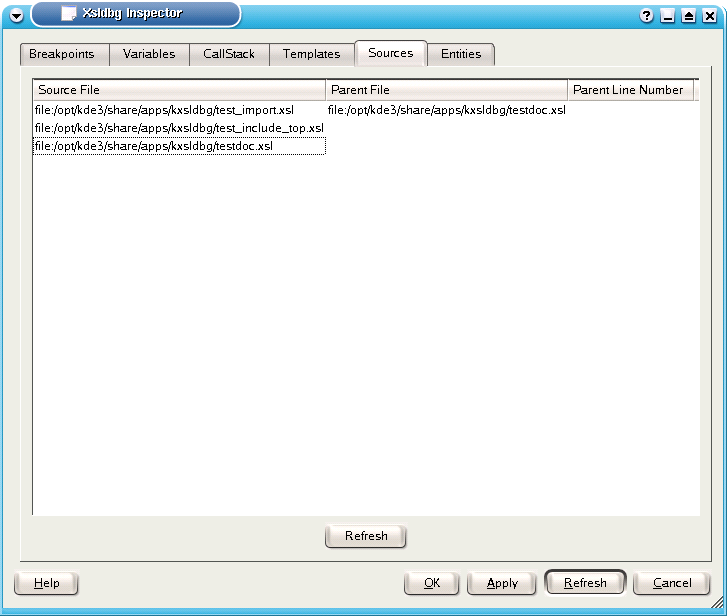 Xsldbg Inspector
Breakpoints Variables CallStack Templates Sources Entities
Source File Parent File Parent Line Number
file:/opt/kde3/share/apps/kxsldbg/test_import.xsl file:/opt/kde3/share/apps/kxsldbg/testdoc.xsl
file:/opt/kde3/share/apps/kxsldbg/test_include_top.xsl
file:/opt/kde3/share/apps/kxsldbg/testdoc.xsl
Refresh
Help OK Apply Refresh Cancel